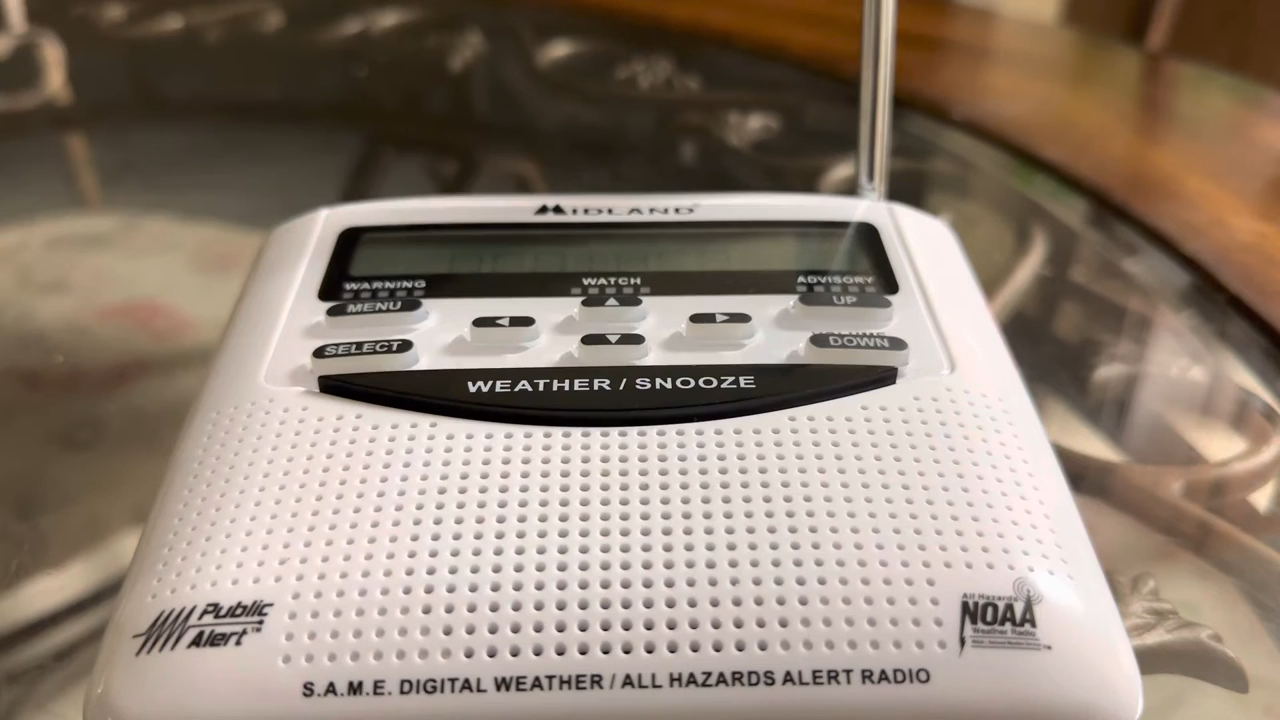 MIDLAND
WARNING
WATCH
ADVISORY
MENU
UP
SELECT
DOWN
WEATHER / SNOOZE
Public
Alert™
All Hazards
NOAA
Weather Radio
S.A.M.E. DIGITAL WEATHER / ALL HAZARDS ALERT RADIO